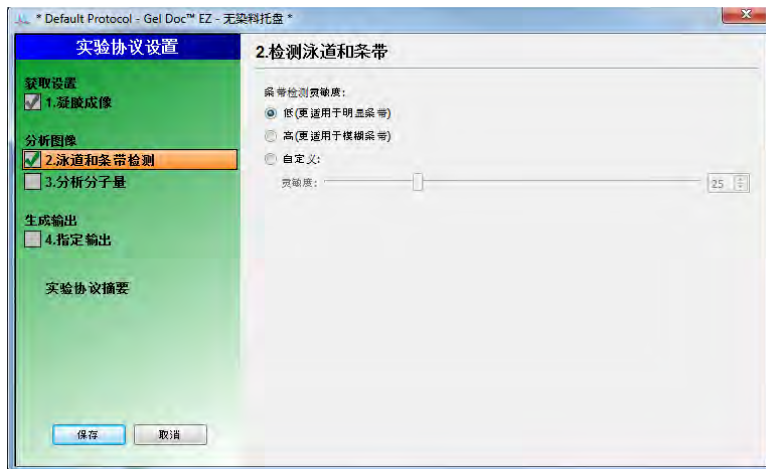 * Default Protocol - Gel Doc™ EZ - 无染料托盘 *
实验协议设置
获取设置
1.凝胶成像
分析图像
2.泳道和条带检测
3.分析分子量
生成输出
4.指定输出
实验协议摘要
保存 取消
2.检测泳道和条带
条带检测灵敏度:
低(更适用于明显条带)
高(更适用于模糊条带)
自定义:
灵敏度: 25